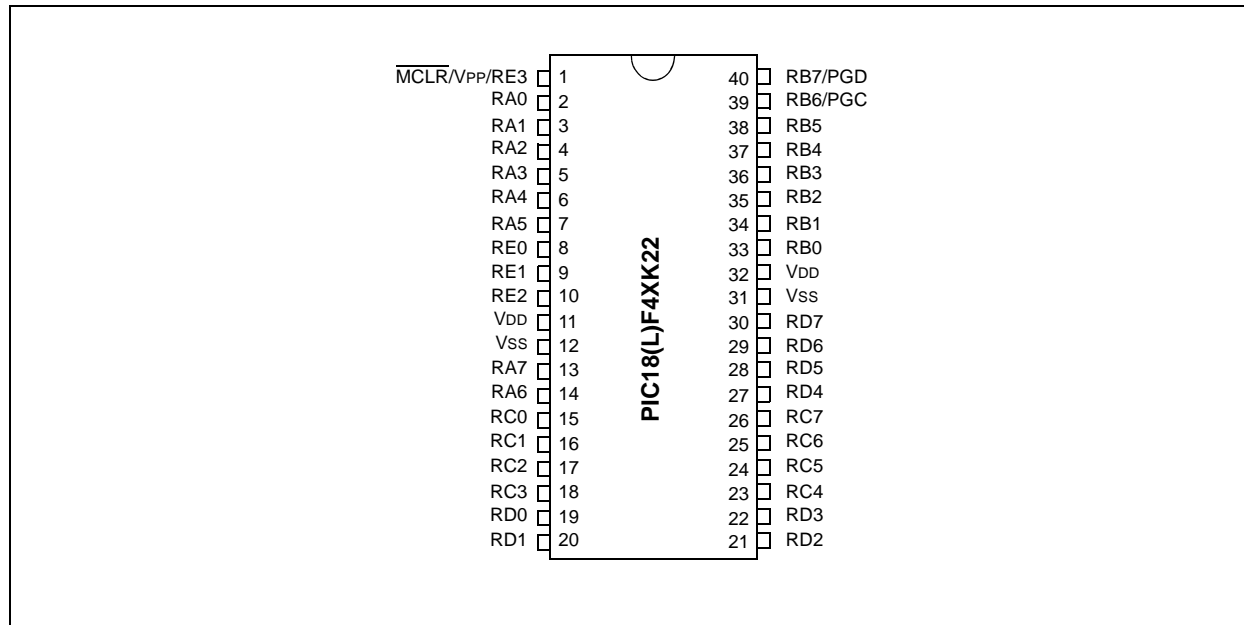 MCLR/VPP/RE3 1 40 RB7/PGD
RA0 2 39 RB6/PGC
RA1 3 38 RB5
RA2 4 37 RB4
RA3 5 36 RB3
RA4 6 35 RB2
RA5 7 34 RB1
RE0 8 33 RB0
RE1 9 32 VDD
RE2 10 31 VSS
VDD 11 30 RD7
VSS 12 29 RD6
RA7 13 28 RD5
RA6 14 27 RD4
RC0 15 26 RC7
RC1 16 25 RC6
RC2 17 24 RC5
RC3 18 23 RC4
RD0 19 22 RD3
RD1 20 21 RD2
PIC18(L)F4XK22